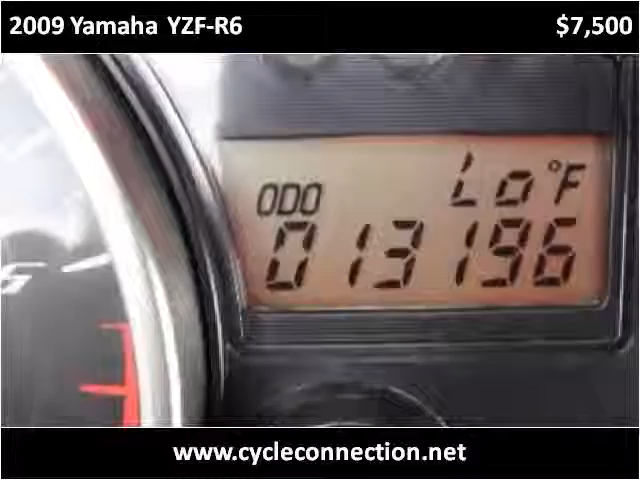 2009 Yamaha YZF-R6 $7,500
Lo°F
ODO
013196
www.cycleconnection.net